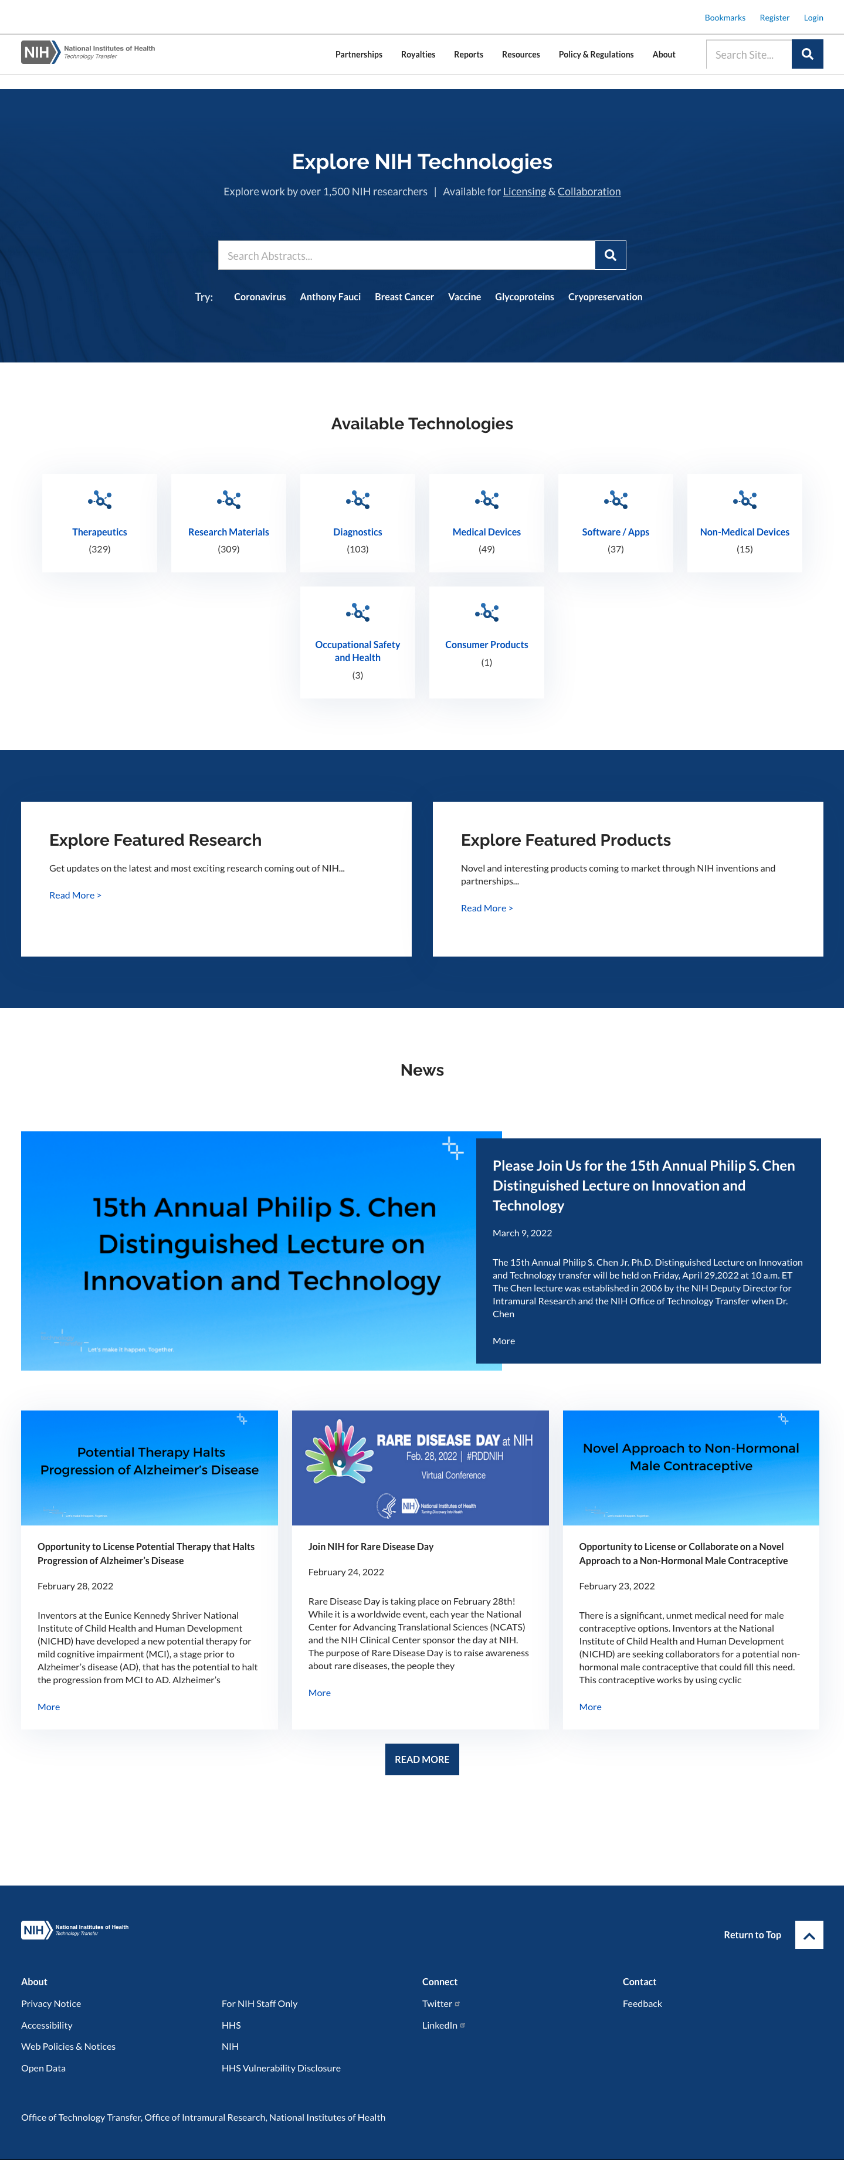 Bookmarks Register Login
NIH National Institutes of Health
Technology Transfer
Partnerships Royalties Reports Resources Policy & Regulations About Search Site...
Explore NIH Technologies
Explore work by over 1,500 NIH researchers | Available for Licensing & Collaboration
Search Abstracts...
Try: Coronavirus Anthony Fauci Breast Cancer Vaccine Glycoproteins Cryopreservation
Available Technologies
Therapeutics
(329)
Research Materials
(309)
Diagnostics
(103)
Medical Devices
(49)
Software / Apps
(37)
Non-Medical Devices
(15)
Occupational Safety
and Health
(3)
Consumer Products
(1)
Explore Featured Research
Get updates on the latest and most exciting research coming out of NIH...
Read More >
Explore Featured Products
Novel and interesting products coming to market through NIH inventions and
partnerships...
Read More >
News
15th Annual Philip S. Chen
Distinguished Lecture on
Innovation and Technology
Let's make it happen. Together.
Please Join Us for the 15th Annual Philip S. Chen
Distinguished Lecture on Innovation and
Technology
March 9, 2022
The 15th Annual Philip S. Chen Jr. Ph.D. Distinguished Lecture on Innovation
and Technology transfer will be held on Friday, April 29,2022 at 10 a.m. ET
The Chen lecture was established in 2006 by the NIH Deputy Director for
Intramural Research and the NIH Office of Technology Transfer when Dr.
Chen
More
Potential Therapy Halts
Progression of Alzheimer's Disease
Opportunity to License Potential Therapy that Halts
Progression of Alzheimer's Disease
February 28, 2022
Inventors at the Eunice Kennedy Shriver National
Institute of Child Health and Human Development
(NICHD) have developed a new potential therapy for
mild cognitive impairment (MCI), a stage prior to
Alzheimer's disease (AD), that has the potential to halt
the progression from MCI to AD. Alzheimer's
More
RARE DISEASE DAY at NIH
Feb. 28, 2022 | #RDDNIH
Virtual Conference
NIH National Institutes of Health
Turning Discovery Into Health
Join NIH for Rare Disease Day
February 24, 2022
Rare Disease Day is taking place on February 28th!
While it is a worldwide event, each year the National
Center for Advancing Translational Sciences (NCATS)
and the NIH Clinical Center sponsor the day at NIH.
The purpose of Rare Disease Day is to raise awareness
about rare diseases, the people they
More
Novel Approach to Non-Hormonal
Male Contraceptive
Opportunity to License or Collaborate on a Novel
Approach to a Non-Hormonal Male Contraceptive
February 23, 2022
There is a significant, unmet medical need for male
contraceptive options. Inventors at the National
Institute of Child Health and Human Development
(NICHD) are seeking collaborators for a potential non-
hormonal male contraceptive that could fill this need.
This contraceptive works by using cyclic
More
READ MORE
NIH National Institutes of Health
Technology Transfer
Return to Top
About
Privacy Notice
Accessibility
Web Policies & Notices
Open Data
For NIH Staff Only
HHS
NIH
HHS Vulnerability Disclosure
Connect
Twitter
LinkedIn
Contact
Feedback
Office of Technology Transfer, Office of Intramural Research, National Institutes of Health